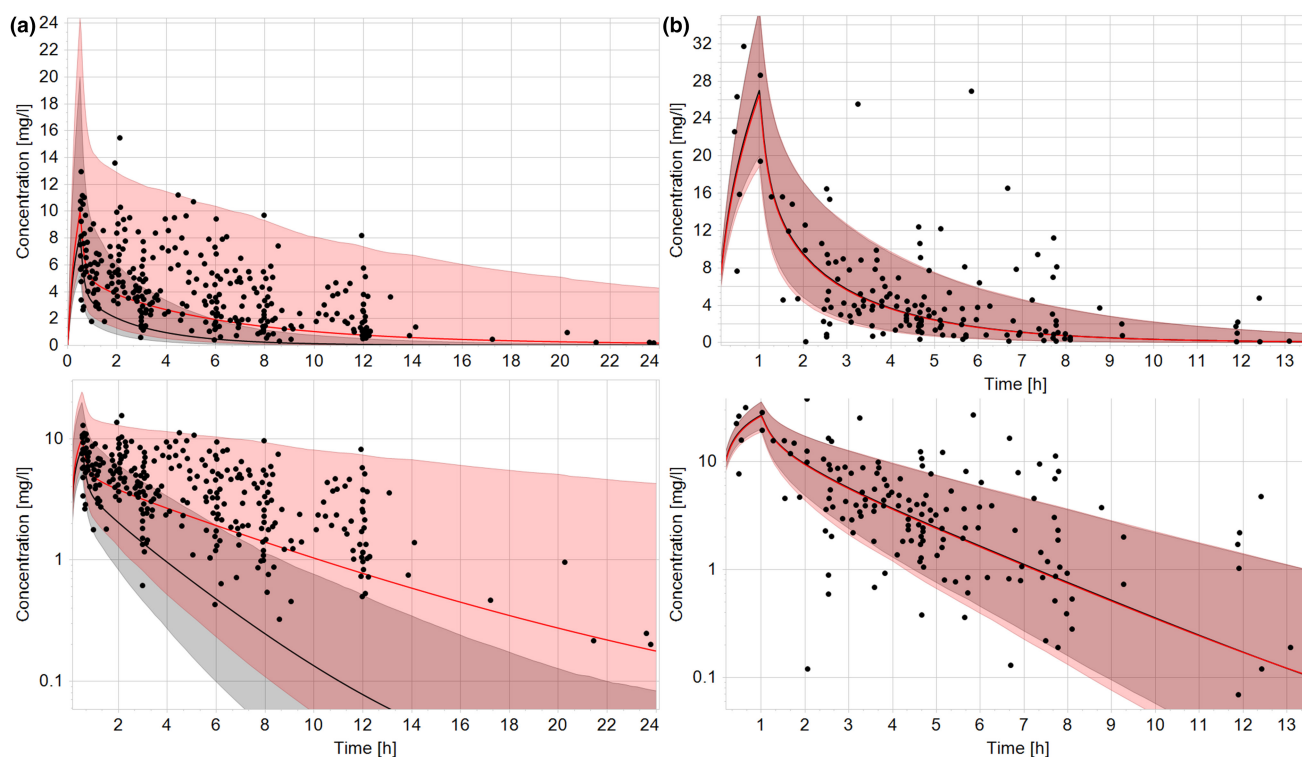 (a)
24
22
20
18
16
14
12
10
8
6
4
2
0
Concentration [mg/l]
0 2 4 6 8 10 12 14 16 18 20 22 24
Time [h]
(b)
32
28
24
20
16
12
8
4
0
Concentration [mg/l]
1 2 3 4 5 6 7 8 9 10 11 12 13
Time [h]
10
1
0.1
Concentration [mg/l]
2 4 6 8 10 12 14 16 18 20 22 24
Time [h]
10
1
0.1
Concentration [mg/l]
1 2 3 4 5 6 7 8 9 10 11 12 13
Time [h]